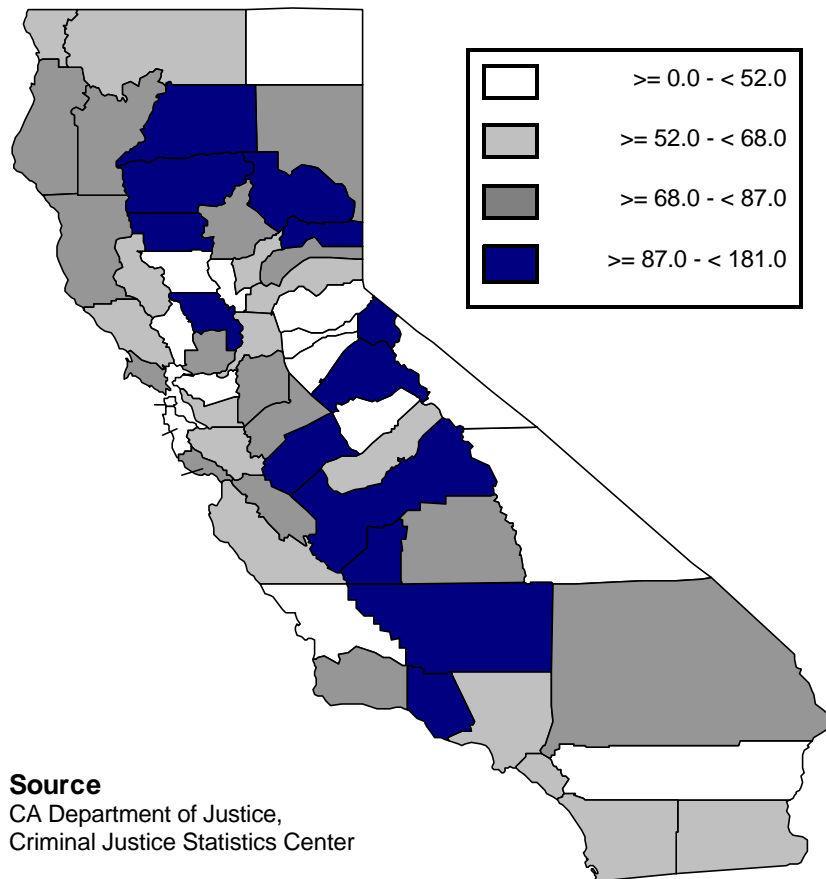 >= 0.0 - < 52.0
>= 52.0 - < 68.0
>= 68.0 - < 87.0
>= 87.0 - < 181.0
Source
CA Department of Justice,
Criminal Justice Statistics Center